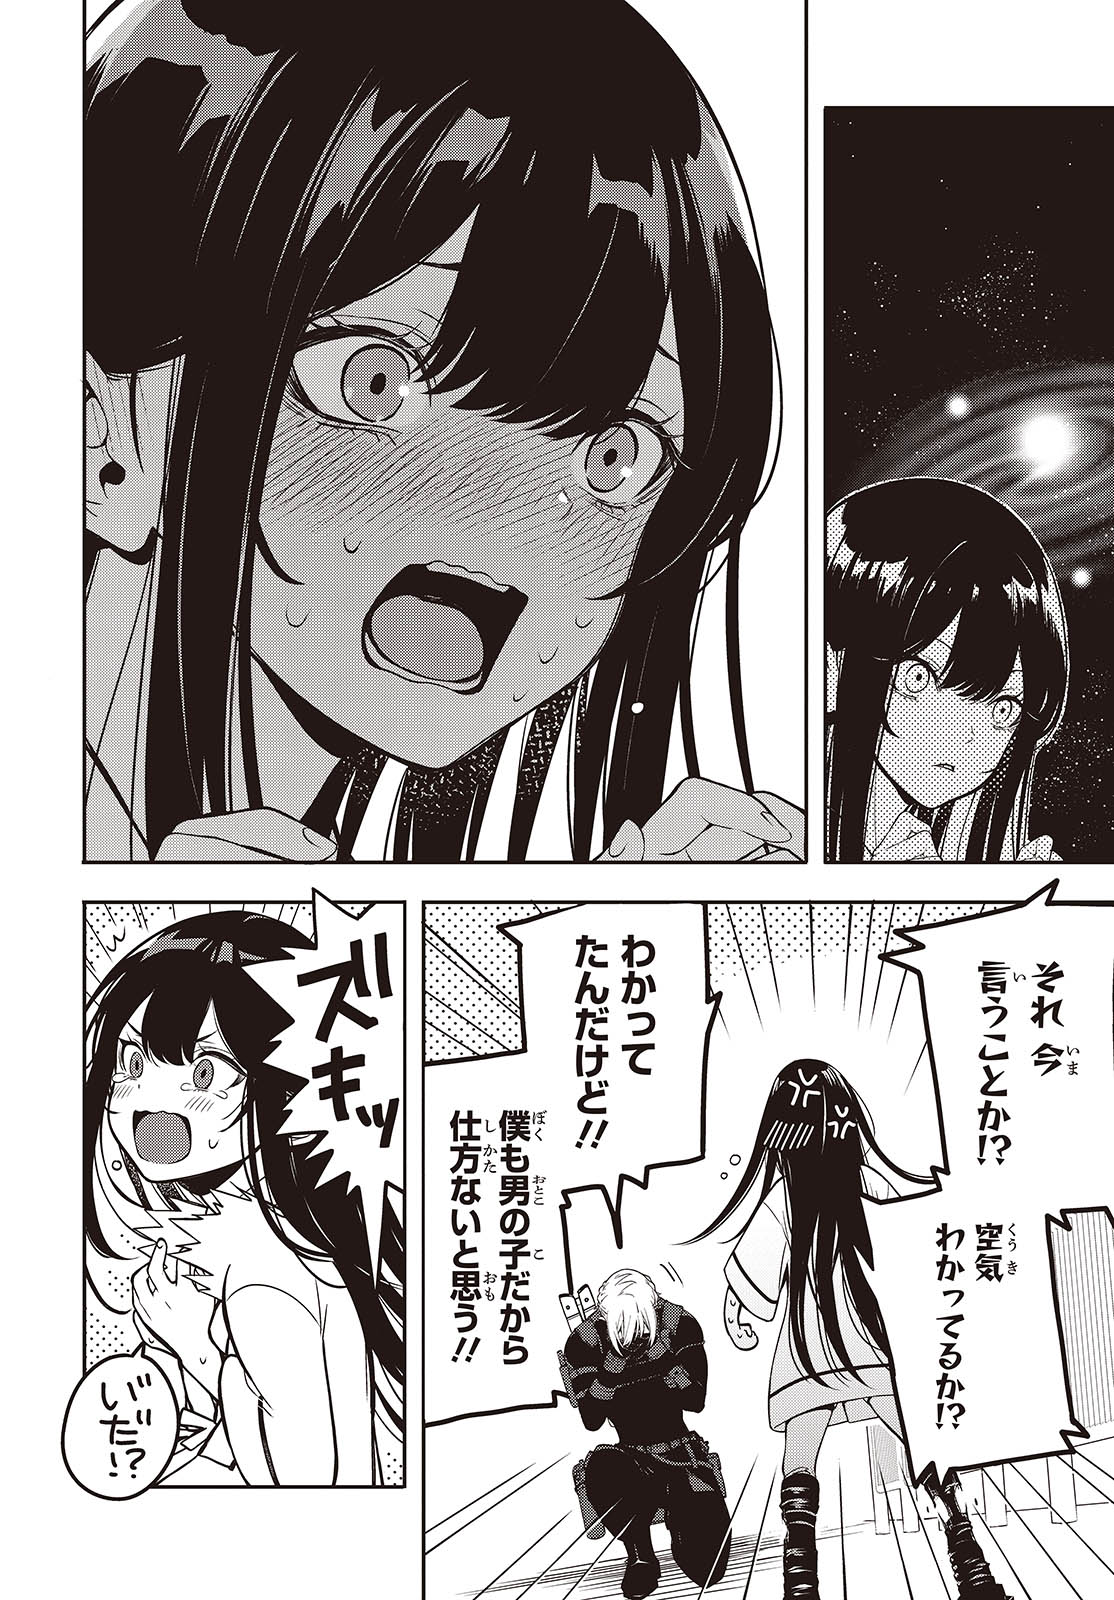 それ 今
言うことか!?
空気
わかってるか!?
わかって
たんだけど!!
僕も男の子だから
仕方ないと思う!!
ズキッ
い゛だ!?